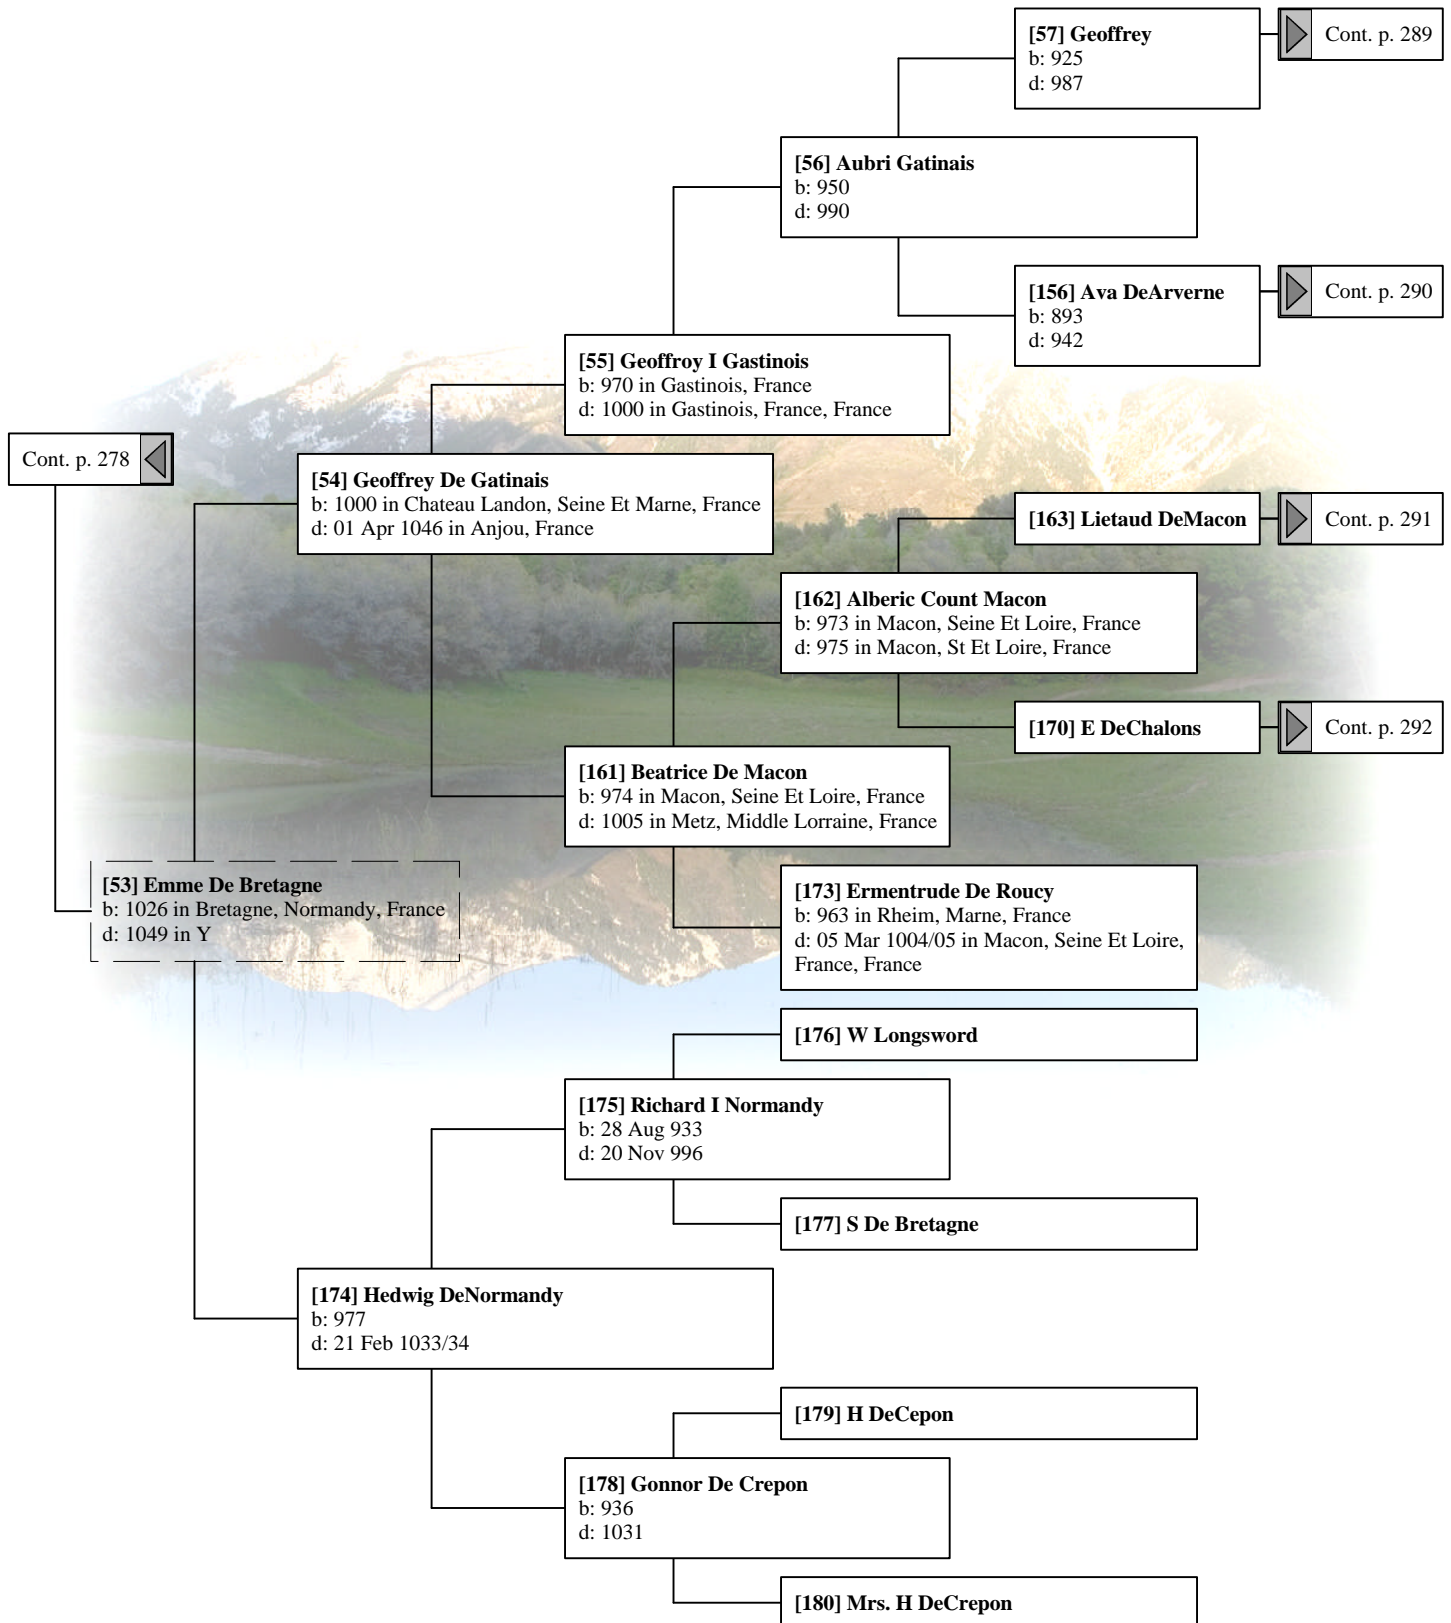 [57] Geoffrey
b: 925
d: 987
Cont. p. 289
[56] Aubri Gatinais
b: 950
d: 990
[156] Ava DeArverne
b: 893
d: 942
Cont. p. 290
[55] Geoffroy I Gastinois
b: 970 in Gastinois, France
d: 1000 in Gastinois, France, France
Cont. p. 278
[54] Geoffrey De Gatinais
b: 1000 in Chateau Landon, Seine Et Marne, France
d: 01 Apr 1046 in Anjou, France
[163] Lietaud DeMacon
Cont. p. 291
[162] Alberic Count Macon
b: 973 in Macon, Seine Et Loire, France
d: 975 in Macon, St Et Loire, France
[170] E DeChalons
Cont. p. 292
[161] Beatrice De Macon
b: 974 in Macon, Seine Et Loire, France
d: 1005 in Metz, Middle Lorraine, France
[53] Emme De Bretagne
b: 1026 in Bretagne, Normandy, France
d: 1049 in Y
[173] Ermentrude De Roucy
b: 963 in Rheim, Marne, France
d: 05 Mar 1004/05 in Macon, Seine Et Loire,
France, France
[176] W Longsword
[175] Richard I Normandy
b: 28 Aug 933
d: 20 Nov 996
[177] S De Bretagne
[174] Hedwig DeNormandy
b: 977
d: 21 Feb 1033/34
[179] H DeCepon
[178] Gonnor De Crepon
b: 936
d: 1031
[180] Mrs. H DeCrepon